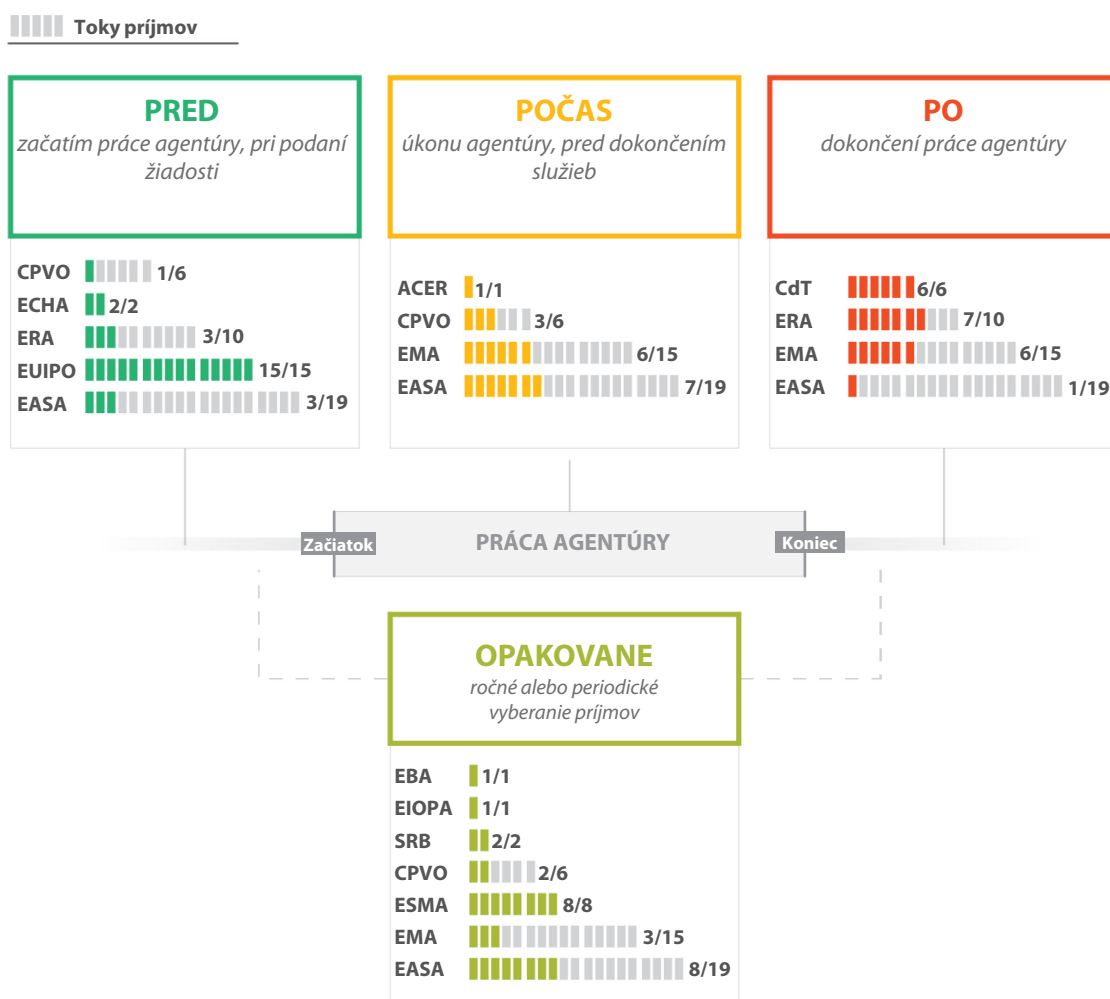 Toky príjmov
PRED
začatím práce agentúry, pri podaní
žiadosti
CPVO 1/6
ECHA 2/2
ERA 3/10
EUIPO 15/15
EASA 3/19
POČAS
úkonu agentúry, pred dokončením
služieb
ACER 1/1
CPVO 3/6
EMA 6/15
EASA 7/19
PO
dokončení práce agentúry
CdT 6/6
ERA 7/10
EMA 6/15
EASA 1/19
Začiatok
PRÁCA AGENTÚRY
Koniec
OPAKOVANE
ročné alebo periodické
vyberanie príjmov
EBA 1/1
EIOPA 1/1
SRB 2/2
CPVO 2/6
ESMA 8/8
EMA 3/15
EASA 8/19